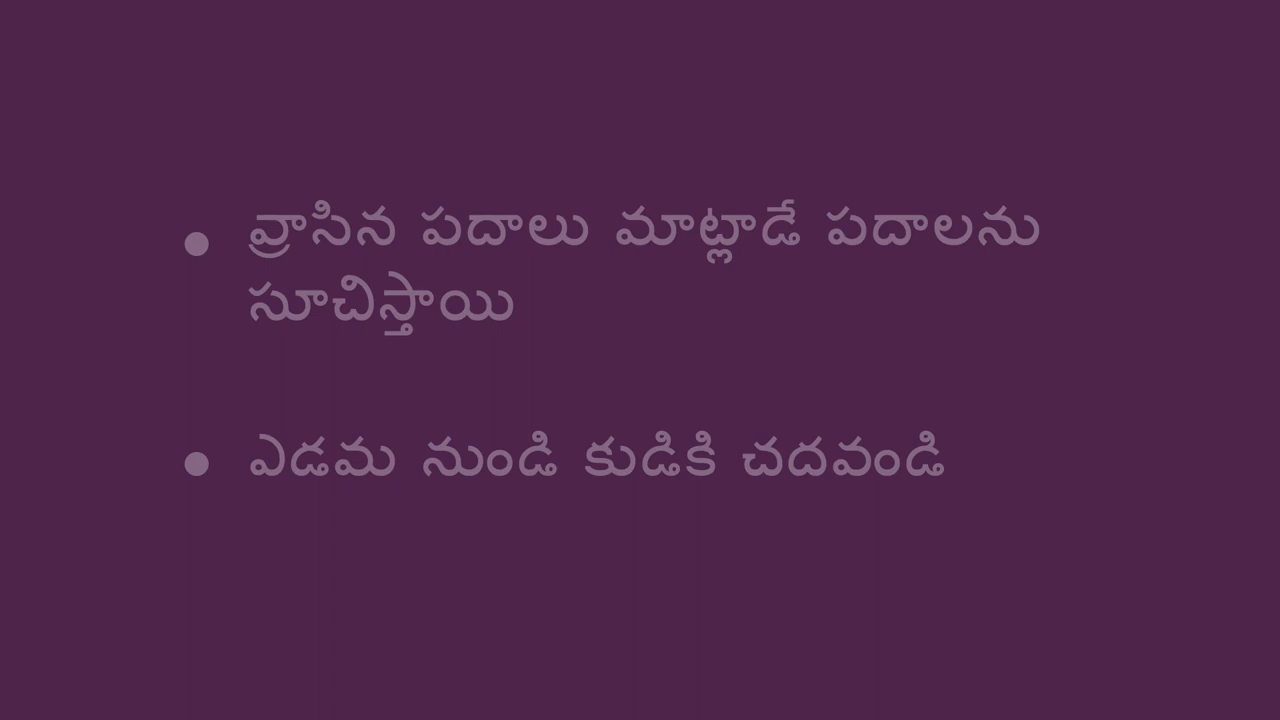 • వ్రాసిన పదాలు మాట్లాడే పదాలను
సూచిస్తాయి
• ఎడమ నుండి కుడికి చదవండి